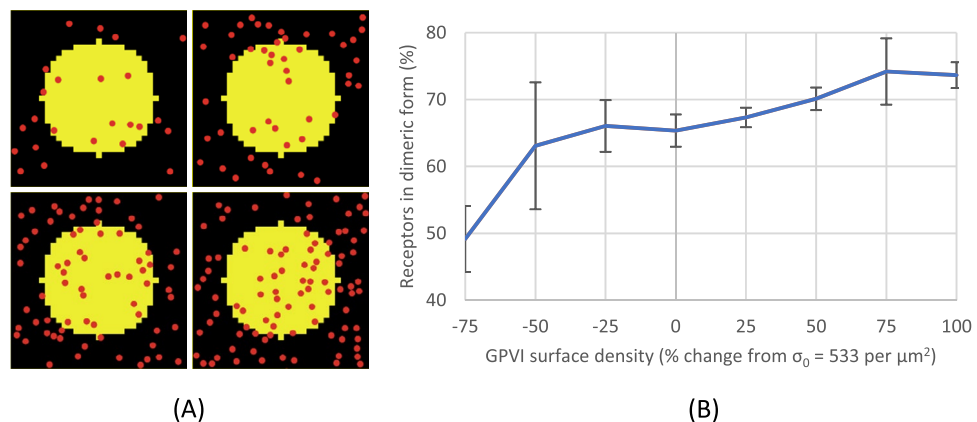 80
70
60
50
40
Receptors in dimeric form (%)
-75 -50 -25 0 25 50 75 100
GPVI surface density (% change from σ₀ = 533 per µm²)
(A) (B)